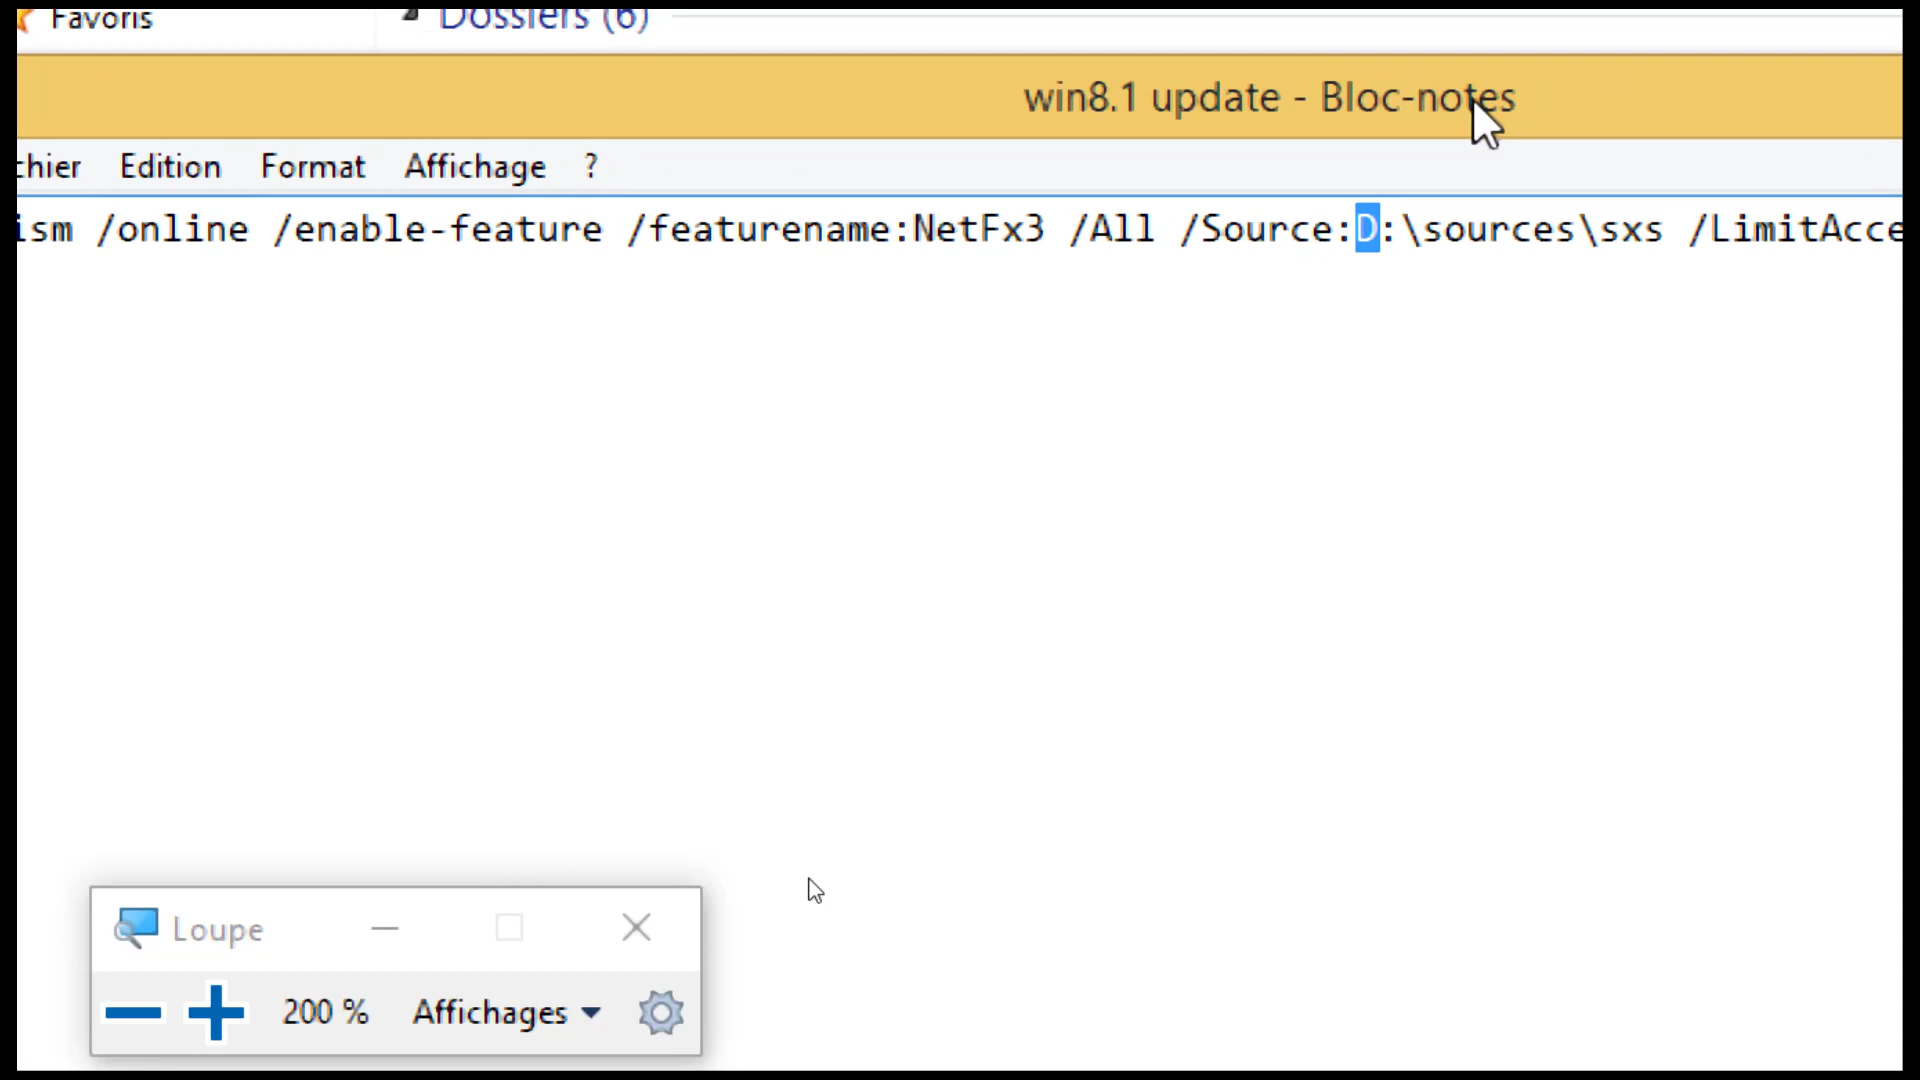 Favoris
Dossiers (6)
win8.1 update - Bloc-notes
chier Edition Format Affichage ?
ism /online /enable-feature /featurename:NetFx3 /All /Source:D:\sources\sxs /LimitAcce
Loupe
200 % Affichages